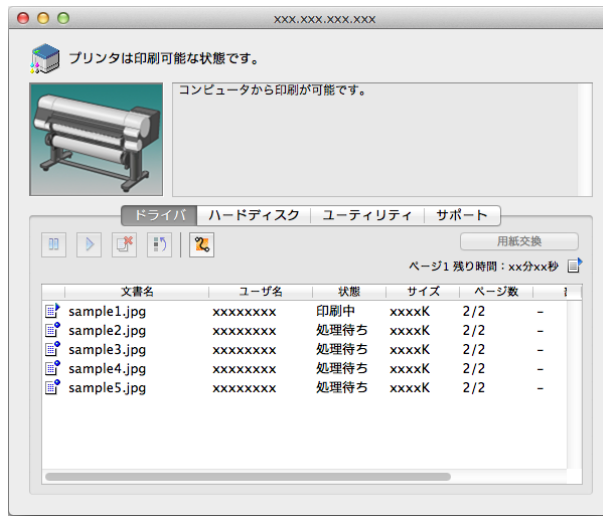 xxx.xxx.xxx.xxx
プリンタは印刷可能な状態です。
コンピュータから印刷が可能です。
ドライバ ハードディスク ユーティリティ サポート
用紙交換
ページ1 残り時間：xx分xx秒
文書名 ユーザ名 状態 サイズ ページ数
sample1.jpg xxxxxxxx 印刷中 xxxxK 2/2 –
sample2.jpg xxxxxxxx 処理待ち xxxxK 2/2 –
sample3.jpg xxxxxxxx 処理待ち xxxxK 2/2 –
sample4.jpg xxxxxxxx 処理待ち xxxxK 2/2 –
sample5.jpg xxxxxxxx 処理待ち xxxxK 2/2 –